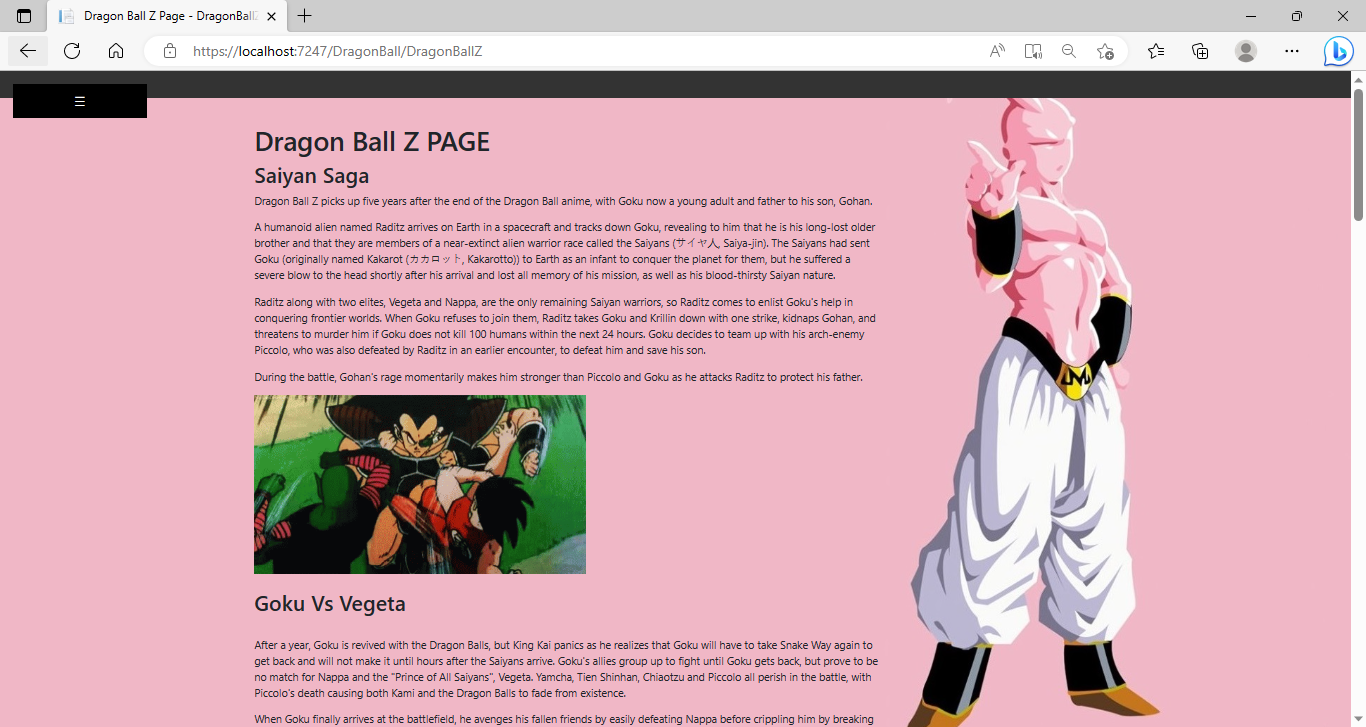 Dragon Ball Z Page - DragonBallZ
https://localhost:7247/DragonBall/DragonBallZ
☰
Dragon Ball Z PAGE
Saiyan Saga
Dragon Ball Z picks up five years after the end of the Dragon Ball anime, with Goku now a young adult and father to his son, Gohan.
A humanoid alien named Raditz arrives on Earth in a spacecraft and tracks down Goku, revealing to him that he is his long-lost older
brother and that they are members of a near-extinct alien warrior race called the Saiyans (サイヤ人, Saiya-jin). The Saiyans had sent
Goku (originally named Kakarot (カカロット, Kakarotto)) to Earth as an infant to conquer the planet for them, but he suffered a
severe blow to the head shortly after his arrival and lost all memory of his mission, as well as his blood-thirsty Saiyan nature.
Raditz along with two elites, Vegeta and Nappa, are the only remaining Saiyan warriors, so Raditz comes to enlist Goku's help in
conquering frontier worlds. When Goku refuses to join them, Raditz takes Goku and Krillin down with one strike, kidnaps Gohan, and
threatens to murder him if Goku does not kill 100 humans within the next 24 hours. Goku decides to team up with his arch-enemy
Piccolo, who was also defeated by Raditz in an earlier encounter, to defeat him and save his son.
During the battle, Gohan's rage momentarily makes him stronger than Piccolo and Goku as he attacks Raditz to protect his father.
Goku Vs Vegeta
After a year, Goku is revived with the Dragon Balls, but King Kai panics as he realizes that Goku will have to take Snake Way again to
get back and will not make it until hours after the Saiyans arrive. Goku's allies group up to fight until Goku gets back, but prove to be
no match for Nappa and the "Prince of All Saiyans", Vegeta. Yamcha, Tien Shinhan, Chiaotzu and Piccolo all perish in the battle, with
Piccolo's death causing both Kami and the Dragon Balls to fade from existence.
When Goku finally arrives at the battlefield, he avenges his fallen friends by easily defeating Nappa before crippling him by breaking